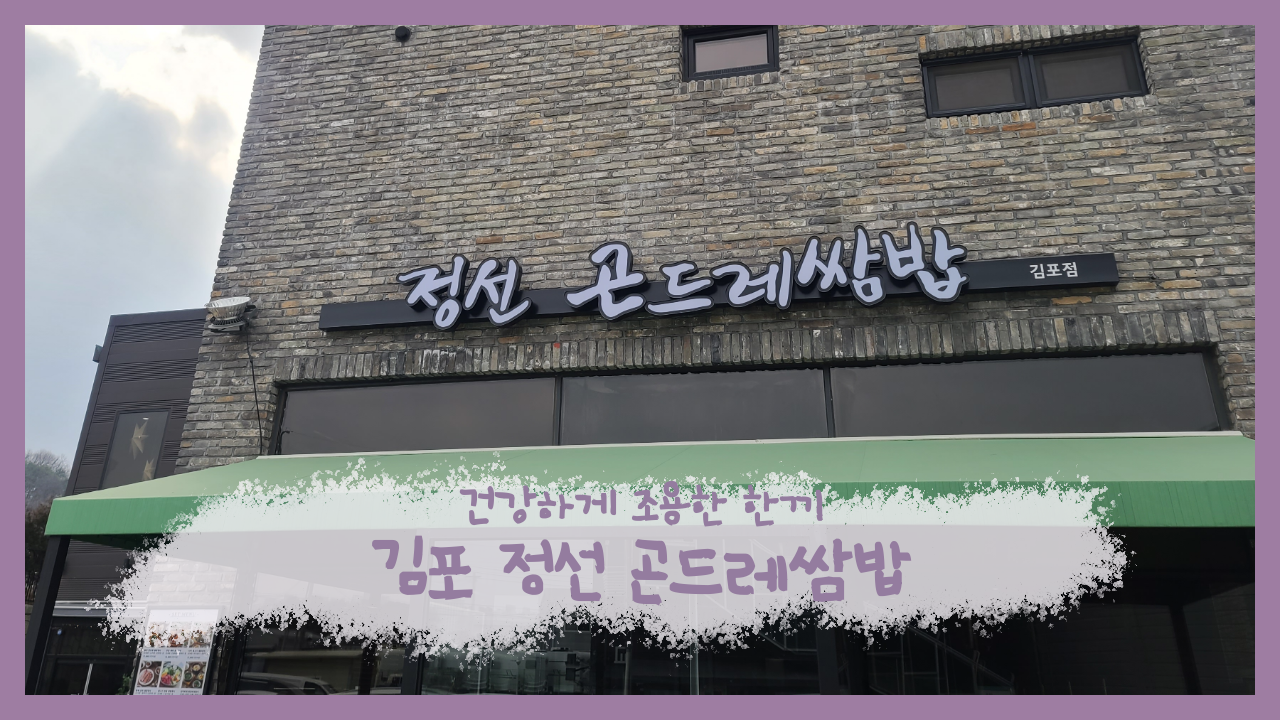 정선 곤드레쌈밥 김포점
건강하게 조용한 한끼
김포 정선 곤드레쌈밥